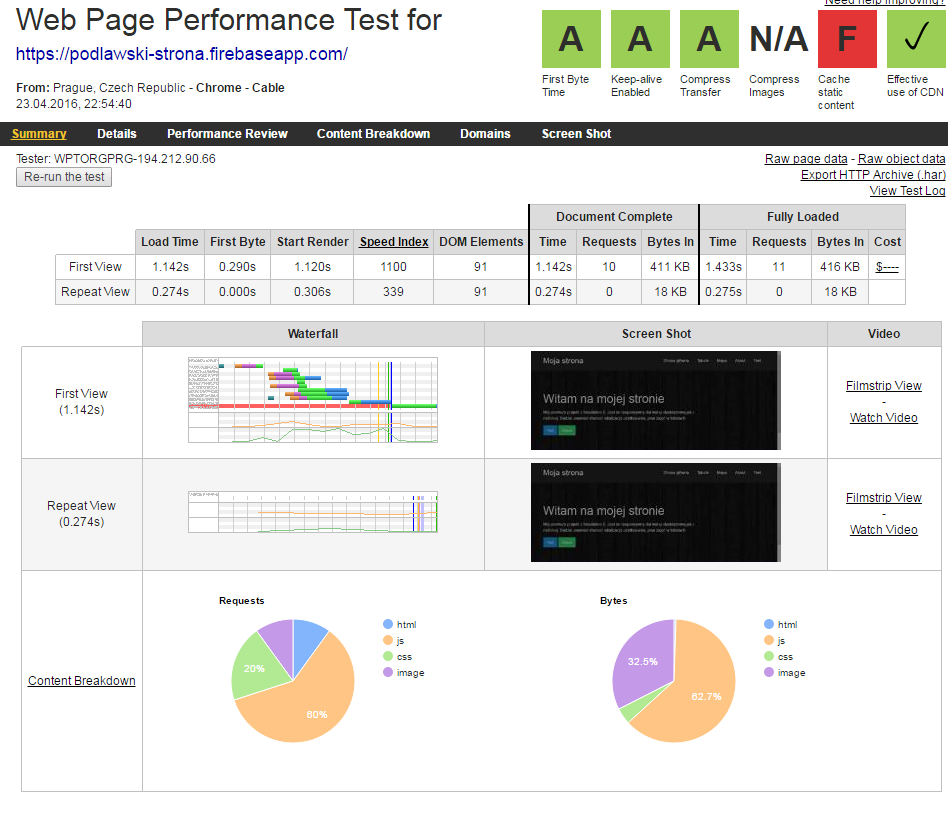 Need help improving?
Web Page Performance Test for
https://podlawski-strona.firebaseapp.com/
From: Prague, Czech Republic - Chrome - Cable
23.04.2016, 22:54:40
A A A N/A F ✓
First Byte Time
Keep-alive Enabled
Compress Transfer
Compress Images
Cache static content
Effective use of CDN
Summary Details Performance Review Content Breakdown Domains Screen Shot
Tester: WPTORGPRG-194.212.90.66
Re-run the test
Raw page data - Raw object data
Export HTTP Archive (.har)
View Test Log
Document Complete Fully Loaded
Load Time First Byte Start Render Speed Index DOM Elements Time Requests Bytes In Time Requests Bytes In Cost
First View 1.142s 0.290s 1.120s 1100 91 1.142s 10 411 KB 1.433s 11 416 KB $----
Repeat View 0.274s 0.000s 0.306s 339 91 0.274s 0 18 KB 0.275s 0 18 KB
Waterfall Screen Shot Video
First View
(1.142s)
Moja strona
Witam na mojej stronie
Filmstrip View
-
Watch Video
Repeat View
(0.274s)
Moja strona
Witam na mojej stronie
Filmstrip View
-
Watch Video
Content Breakdown
Requests
html
js
css
image
20%
60%
Bytes
html
js
css
image
32.5%
62.7%